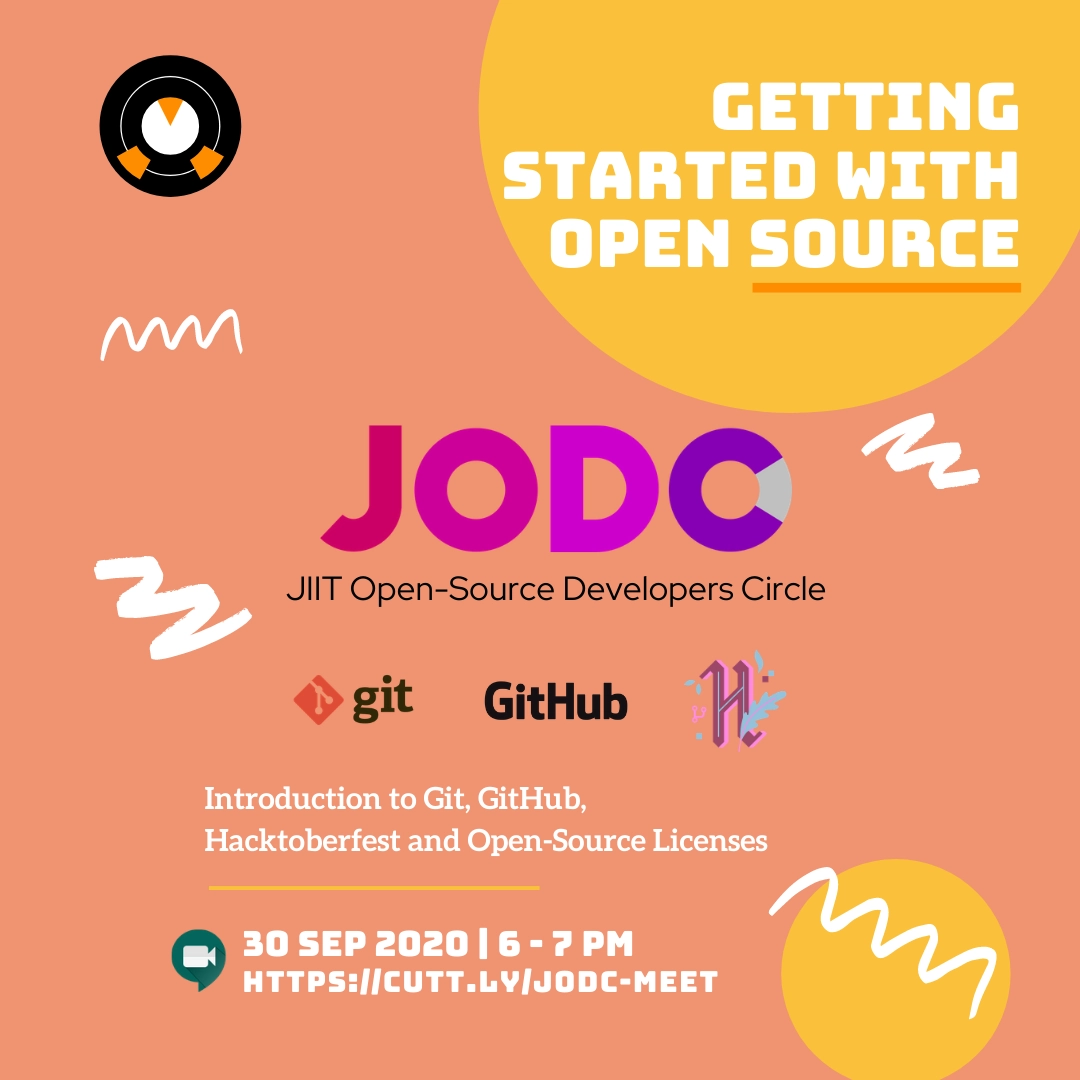 GETTING
STARTED WITH
OPEN SOURCE
JODC
JIIT Open-Source Developers Circle
git
GitHub
H
Introduction to Git, GitHub,
Hacktoberfest and Open-Source Licenses
30 SEP 2020 | 6 - 7 PM
HTTPS://CUTT.LY/JODC-MEET